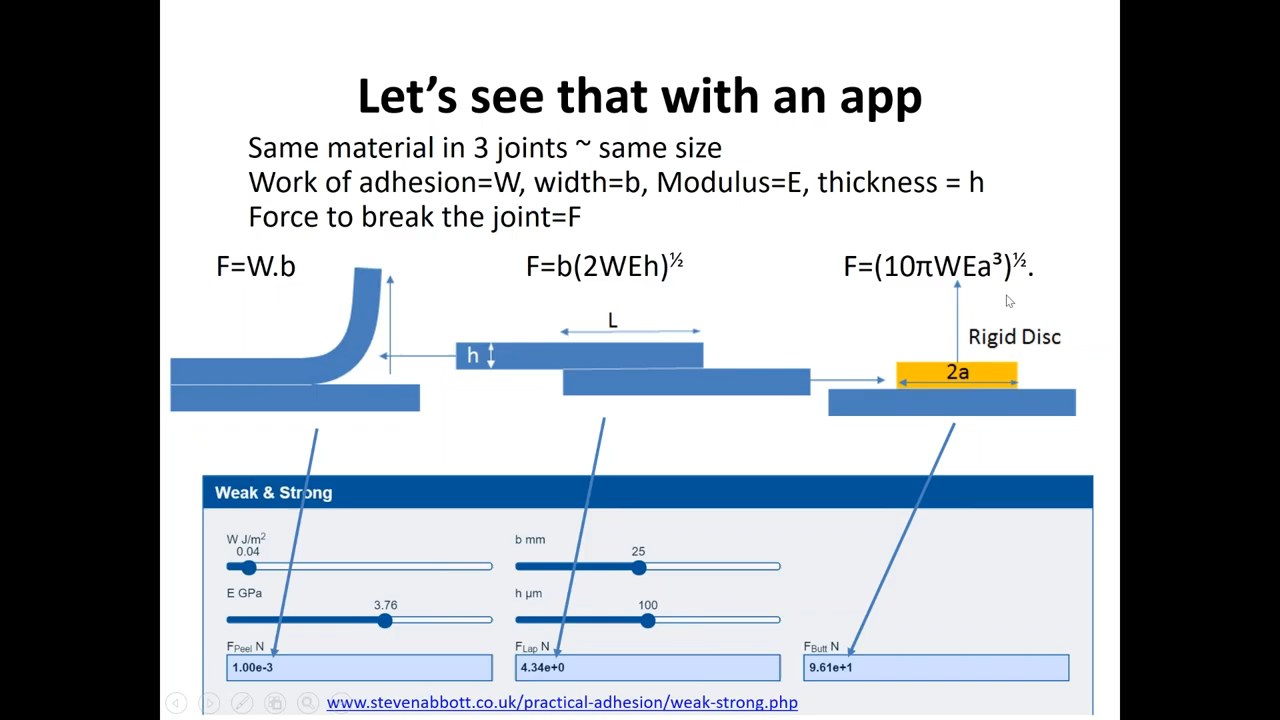 Let's see that with an app
Same material in 3 joints ~ same size
Work of adhesion=W, width=b, Modulus=E, thickness = h
Force to break the joint=F
F=W.b
F=b(2WEh)½
F=(10πWEa³)½.
L
h
Rigid Disc
2a
Weak & Strong
W J/m²
0.04
b mm
25
E GPa
3.76
h µm
100
FPeel N
1.00e-3
FLap N
4.34e+0
FButt N
9.61e+1
www.stevenabbott.co.uk/practical-adhesion/weak-strong.php